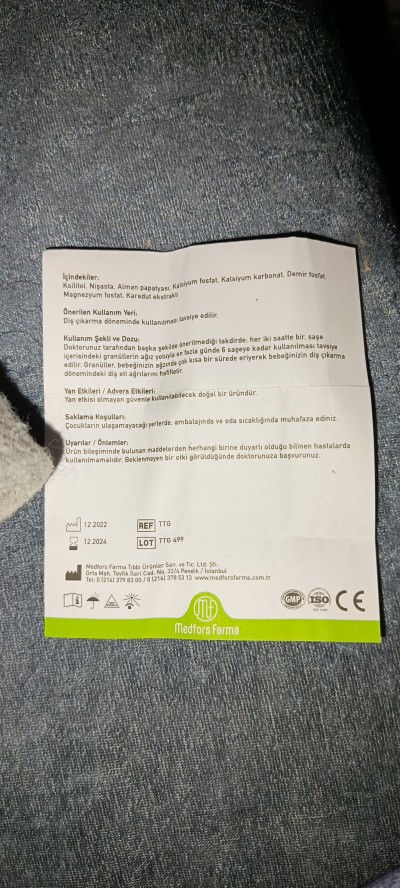 İçindekiler:
Ksilitol, Nişasta, Alman papatyası, Kalsiyum fosfat, Kalsiyum karbonat, Demir fosfat,
Magnezyum fosfat, Karadut ekstraktı
Önerilen Kullanım Yeri:
Diş çıkarma döneminde kullanılması tavsiye edilir.
Kullanım Şekli ve Dozu:
Doktorunuz tarafından başka şekilde önerilmediği takdirde; her iki saatte bir, saşe
içerisindeki granüllerin ağız yoluyla en fazla günde 6 saşeye kadar kullanılması tavsiye
edilir. Granüller, bebeğinizin ağzında çok kısa bir sürede eriyerek bebeğinizin diş çıkarma
dönemindeki diş eti ağrılarını hafifletir.
Yan Etkileri / Advers Etkileri:
Yan etkisi olmayan güvenle kullanılabilecek doğal bir üründür.
Saklama Koşulları:
Çocukların ulaşamayacağı yerlerde, ambalajında ve oda sıcaklığında muhafaza ediniz.
Uyarılar / Önlemler:
Ürün bileşiminde bulunan maddelerden herhangi birine duyarlı olduğu bilinen hastalarda
kullanılmamalıdır. Beklenmeyen bir etki görüldüğünde doktorunuza başvurunuz.
12.2022 REF TTG
12.2024 LOT TTG 499
Medfors Farma Tıbbi Ürünler San. ve Tic. Ltd. Şti.
Orta Mah. Tevfik İleri Cad. No: 32/4 Pendik / İstanbul
Tel: 0 (216) 379 83 00 / 0 (216) 378 53 13 www.medforsfarma.com.tr
GMP ISO CE
mf
Medfors Farma